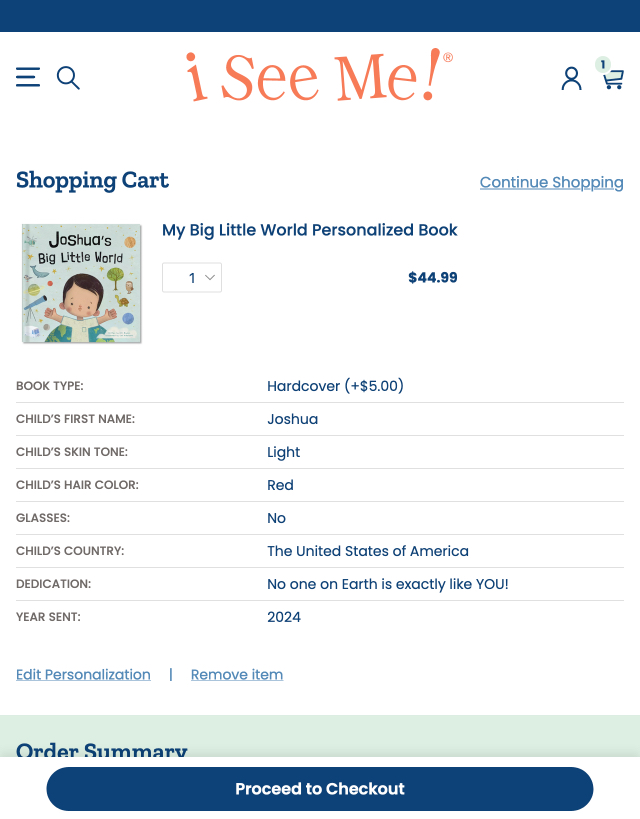 i See Me!®
1
Shopping Cart
Continue Shopping
Joshua's
Big Little World
My Big Little World Personalized Book
1
$44.99
BOOK TYPE: Hardcover (+$5.00)
CHILD'S FIRST NAME: Joshua
CHILD'S SKIN TONE: Light
CHILD'S HAIR COLOR: Red
GLASSES: No
CHILD'S COUNTRY: The United States of America
DEDICATION: No one on Earth is exactly like YOU!
YEAR SENT: 2024
Edit Personalization | Remove item
Order Summary
Proceed to Checkout